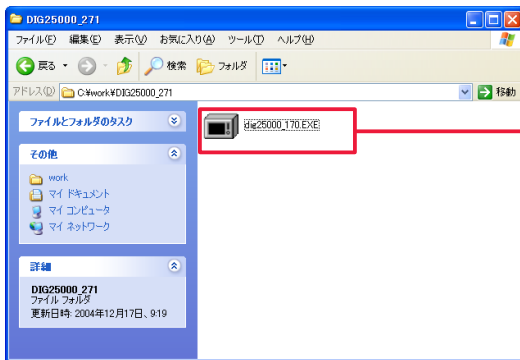 DIG25000_271
ファイル(F) 編集(E) 表示(V) お気に入り(A) ツール(T) ヘルプ(H)
戻る 検索 フォルダ
アドレス(D) C:¥work¥DIG25000_271 移動
ファイルとフォルダのタスク
dig25000_170.EXE
その他
work
マイ ドキュメント
マイ コンピュータ
マイ ネットワーク
詳細
DIG25000_271
ファイル フォルダ
更新日時: 2004年12月17日、9:19